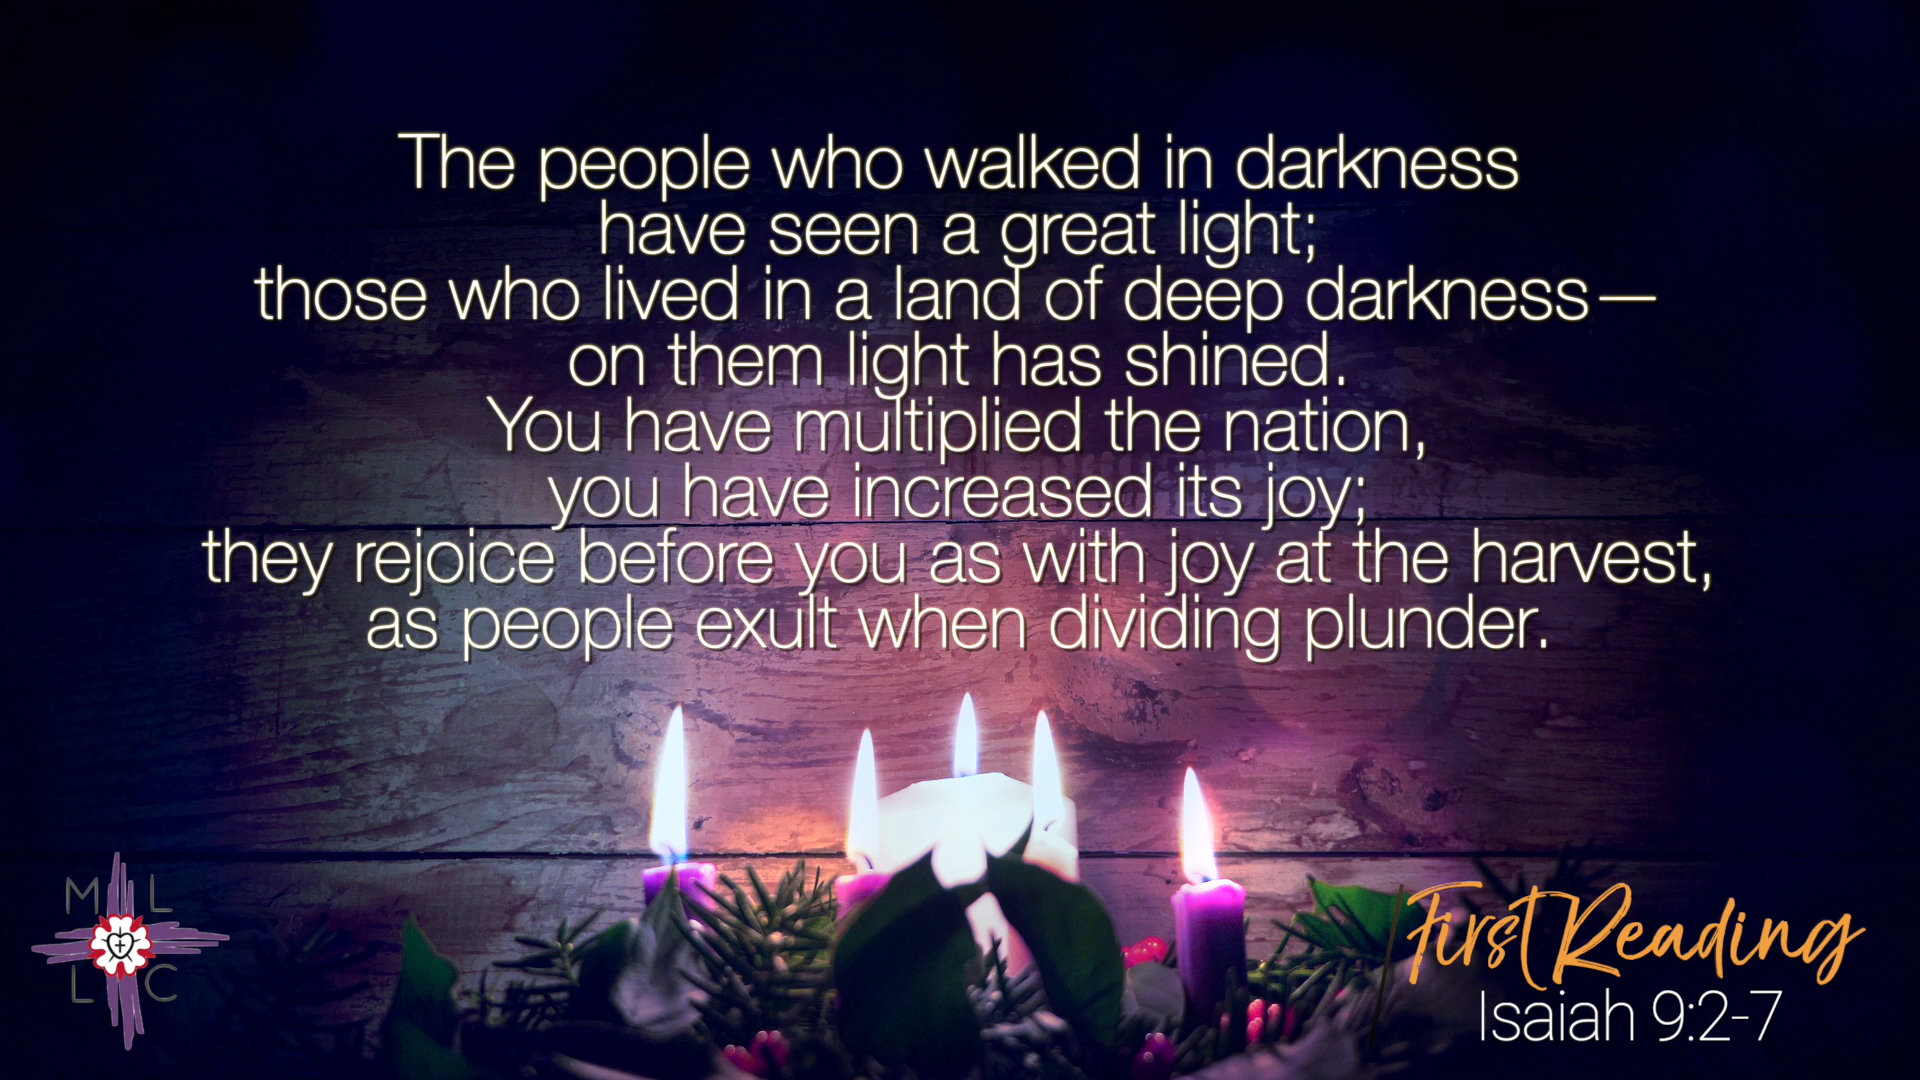 The people who walked in darkness
have seen a great light;
those who lived in a land of deep darkness—
on them light has shined.
You have multiplied the nation,
you have increased its joy;
they rejoice before you as with joy at the harvest,
as people exult when dividing plunder.
M L
L C
First Reading
Isaiah 9:2-7